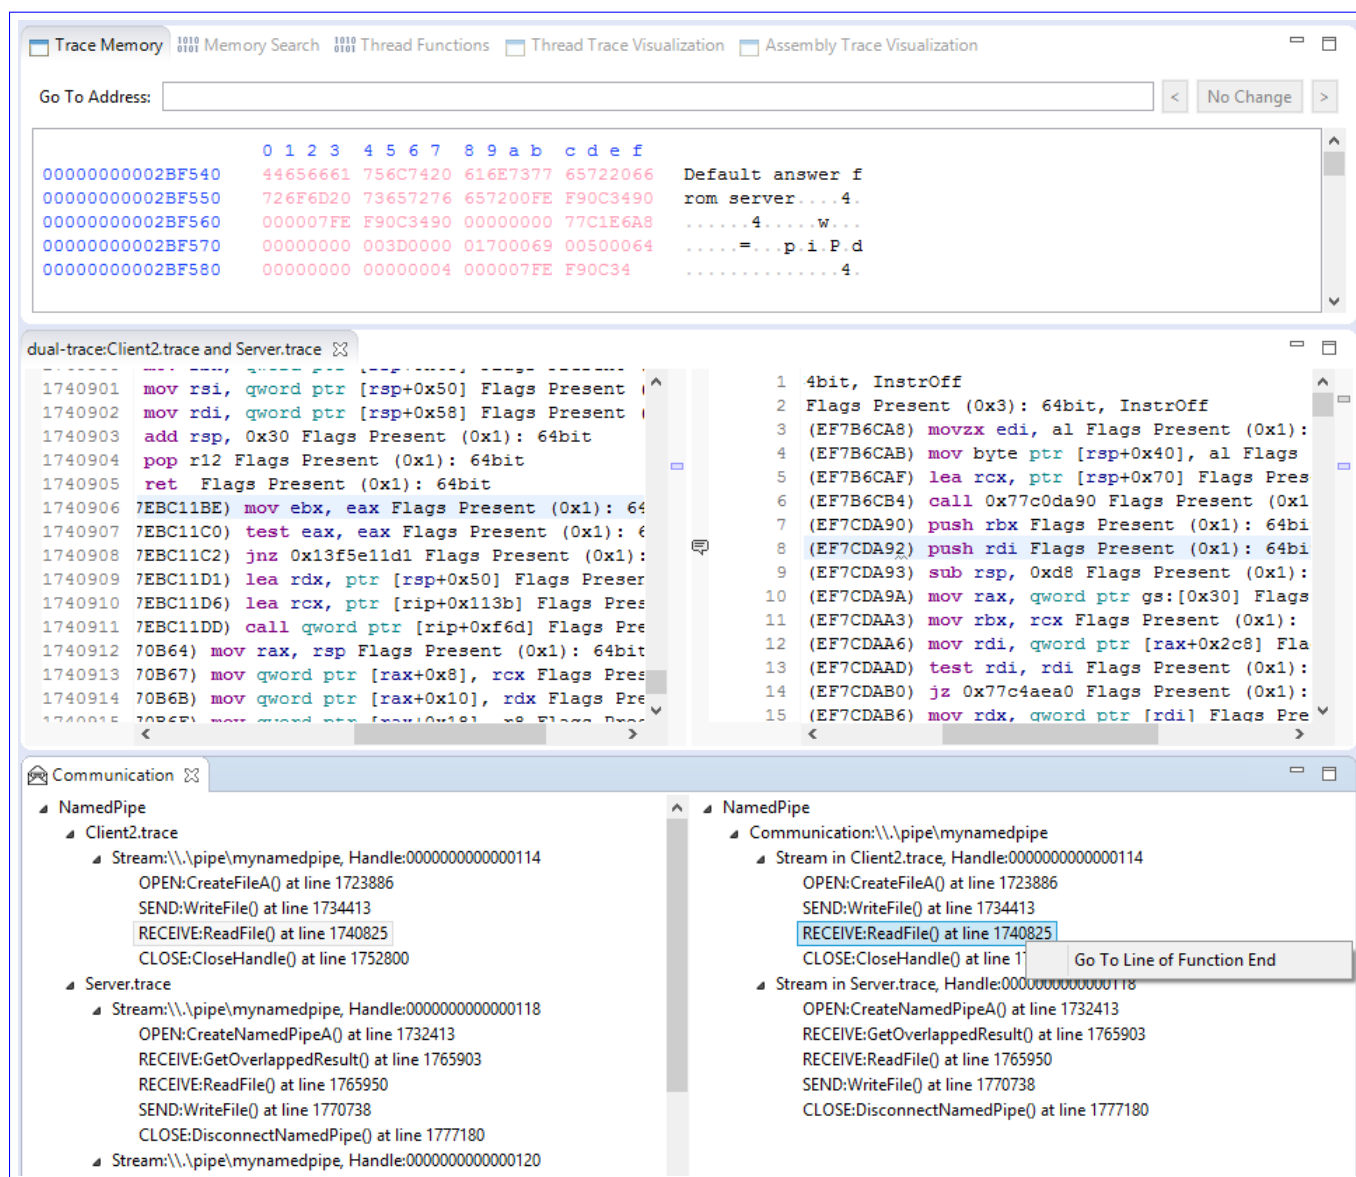 Trace Memory Memory Search Thread Functions Thread Trace Visualization Assembly Trace Visualization
Go To Address: < No Change >
0 1 2 3 4 5 6 7 8 9 a b c d e f
00000000002BF540 44656661 756C7420 616E7377 65722066 Default answer f
00000000002BF550 726F6D20 73657276 657200FE F90C3490 rom server....4.
00000000002BF560 000007FE F90C3490 00000000 77C1E6A8 ......4.....w...
00000000002BF570 00000000 003D0000 01700069 00500064 .....=...p.i.P.d
00000000002BF580 00000000 00000004 000007FE F90C34 ..............4.
dual-trace:Client2.trace and Server.trace
1740901 mov rsi, qword ptr [rsp+0x50] Flags Present (
1740902 mov rdi, qword ptr [rsp+0x58] Flags Present (
1740903 add rsp, 0x30 Flags Present (0x1): 64bit
1740904 pop r12 Flags Present (0x1): 64bit
1740905 ret Flags Present (0x1): 64bit
1740906 7EBC11BE) mov ebx, eax Flags Present (0x1): 64
1740907 7EBC11C0) test eax, eax Flags Present (0x1): 6
1740908 7EBC11C2) jnz 0x13f5e11d1 Flags Present (0x1):
1740909 7EBC11D1) lea rdx, ptr [rsp+0x50] Flags Presen
1740910 7EBC11D6) lea rcx, ptr [rip+0x113b] Flags Pres
1740911 7EBC11DD) call qword ptr [rip+0xf6d] Flags Pre
1740912 70B64) mov rax, rsp Flags Present (0x1): 64bit
1740913 70B67) mov qword ptr [rax+0x8], rcx Flags Pres
1740914 70B6B) mov qword ptr [rax+0x10], rdx Flags Pre
1740915 70B6F) mov qword ptr [rax+0x18], r8 Flags Pres
1 4bit, InstrOff
2 Flags Present (0x3): 64bit, InstrOff
3 (EF7B6CA8) movzx edi, al Flags Present (0x1):
4 (EF7B6CAB) mov byte ptr [rsp+0x40], al Flags
5 (EF7B6CAF) lea rcx, ptr [rsp+0x70] Flags Pres
6 (EF7B6CB4) call 0x77c0da90 Flags Present (0x1
7 (EF7CDA90) push rbx Flags Present (0x1): 64bi
8 (EF7CDA92) push rdi Flags Present (0x1): 64bi
9 (EF7CDA93) sub rsp, 0xd8 Flags Present (0x1):
10 (EF7CDA9A) mov rax, qword ptr gs:[0x30] Flags
11 (EF7CDAA3) mov rbx, rcx Flags Present (0x1):
12 (EF7CDAA6) mov rdi, qword ptr [rax+0x2c8] Fla
13 (EF7CDAAD) test rdi, rdi Flags Present (0x1):
14 (EF7CDAB0) jz 0x77c4aea0 Flags Present (0x1):
15 (EF7CDAB6) mov rdx, qword ptr [rdi] Flags Pre
Communication
NamedPipe
Client2.trace
Stream:\\.\pipe\mynamedpipe, Handle:0000000000000114
OPEN:CreateFileA() at line 1723886
SEND:WriteFile() at line 1734413
RECEIVE:ReadFile() at line 1740825
CLOSE:CloseHandle() at line 1752800
Server.trace
Stream:\\.\pipe\mynamedpipe, Handle:0000000000000118
OPEN:CreateNamedPipeA() at line 1732413
RECEIVE:GetOverlappedResult() at line 1765903
RECEIVE:ReadFile() at line 1765950
SEND:WriteFile() at line 1770738
CLOSE:DisconnectNamedPipe() at line 1777180
Stream:\\.\pipe\mynamedpipe, Handle:0000000000000120
NamedPipe
Communication:\\.\pipe\mynamedpipe
Stream in Client2.trace, Handle:0000000000000114
OPEN:CreateFileA() at line 1723886
SEND:WriteFile() at line 1734413
RECEIVE:ReadFile() at line 1740825
CLOSE:CloseHandle() at line 17
Go To Line of Function End
Stream in Server.trace, Handle:0000000000000118
OPEN:CreateNamedPipeA() at line 1732413
RECEIVE:GetOverlappedResult() at line 1765903
RECEIVE:ReadFile() at line 1765950
SEND:WriteFile() at line 1770738
CLOSE:DisconnectNamedPipe() at line 1777180